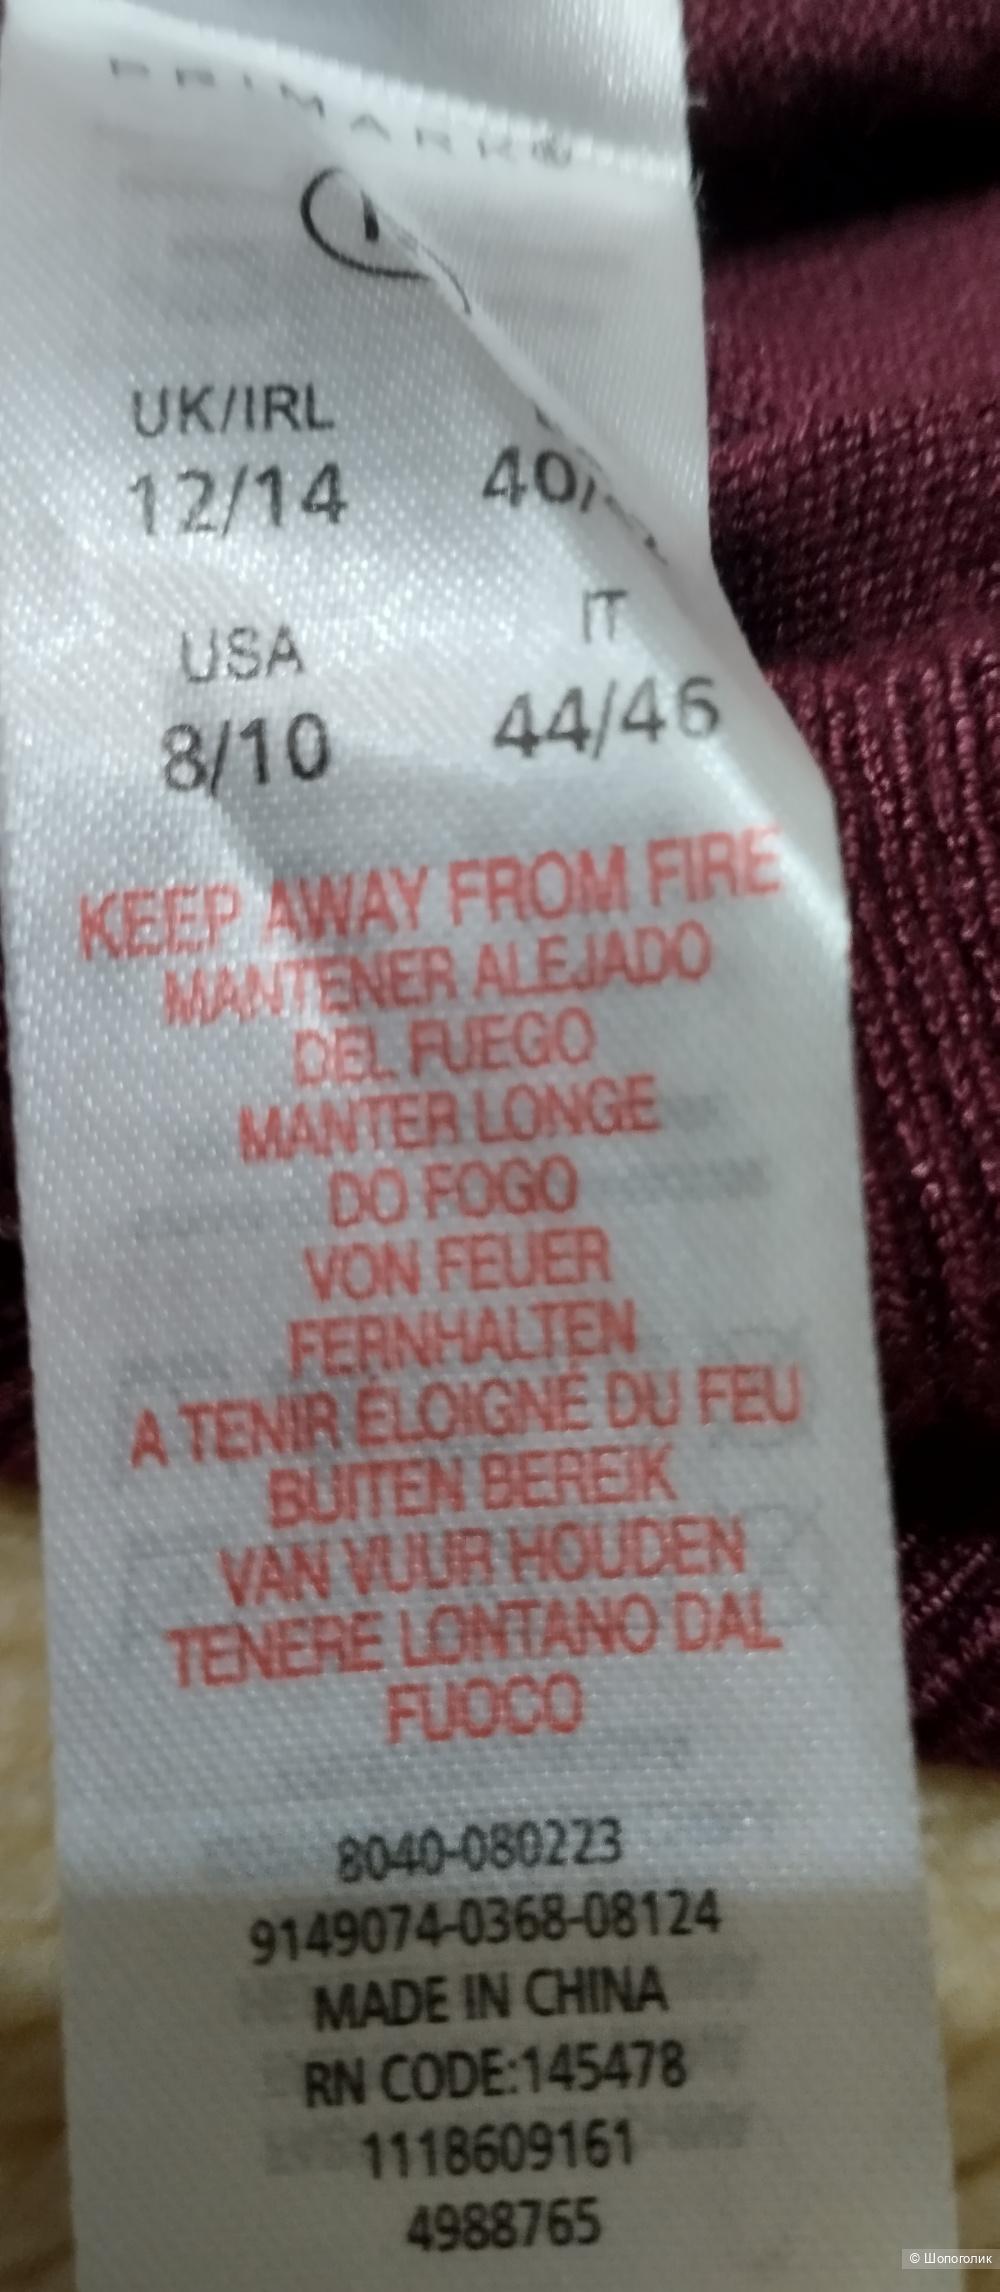 PRIMARK®
UK/IRL
12/14 40/
USA IT
8/10 44/46
KEEP AWAY FROM FIRE
MANTENER ALEJADO
DEL FUEGO
MANTER LONGE
DO FOGO
VON FEUER
FERNHALTEN
A TENIR ÉLOIGNÉ DU FEU
BUITEN BEREIK
VAN VUUR HOUDEN
TENERE LONTANO DAL
FUOCO
8040-080223
9149074-0368-08124
MADE IN CHINA
RN CODE:145478
1118609161
4988765
© Шопоголик